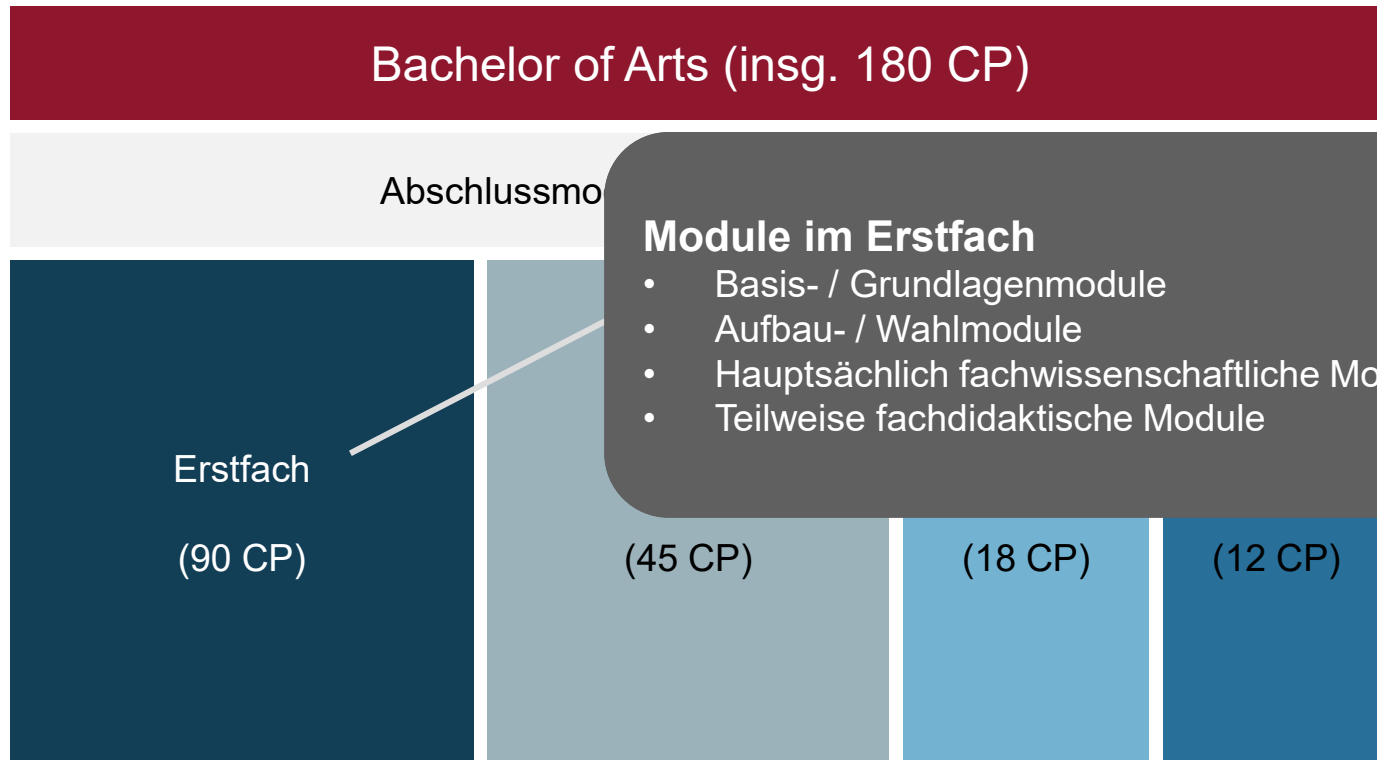 Bachelor of Arts (insg. 180 CP)
Abschlussmo
Module im Erstfach
• Basis- / Grundlagenmodule
• Aufbau- / Wahlmodule
• Hauptsächlich fachwissenschaftliche Mo
• Teilweise fachdidaktische Module
Erstfach
(90 CP)
(45 CP)
(18 CP)
(12 CP)